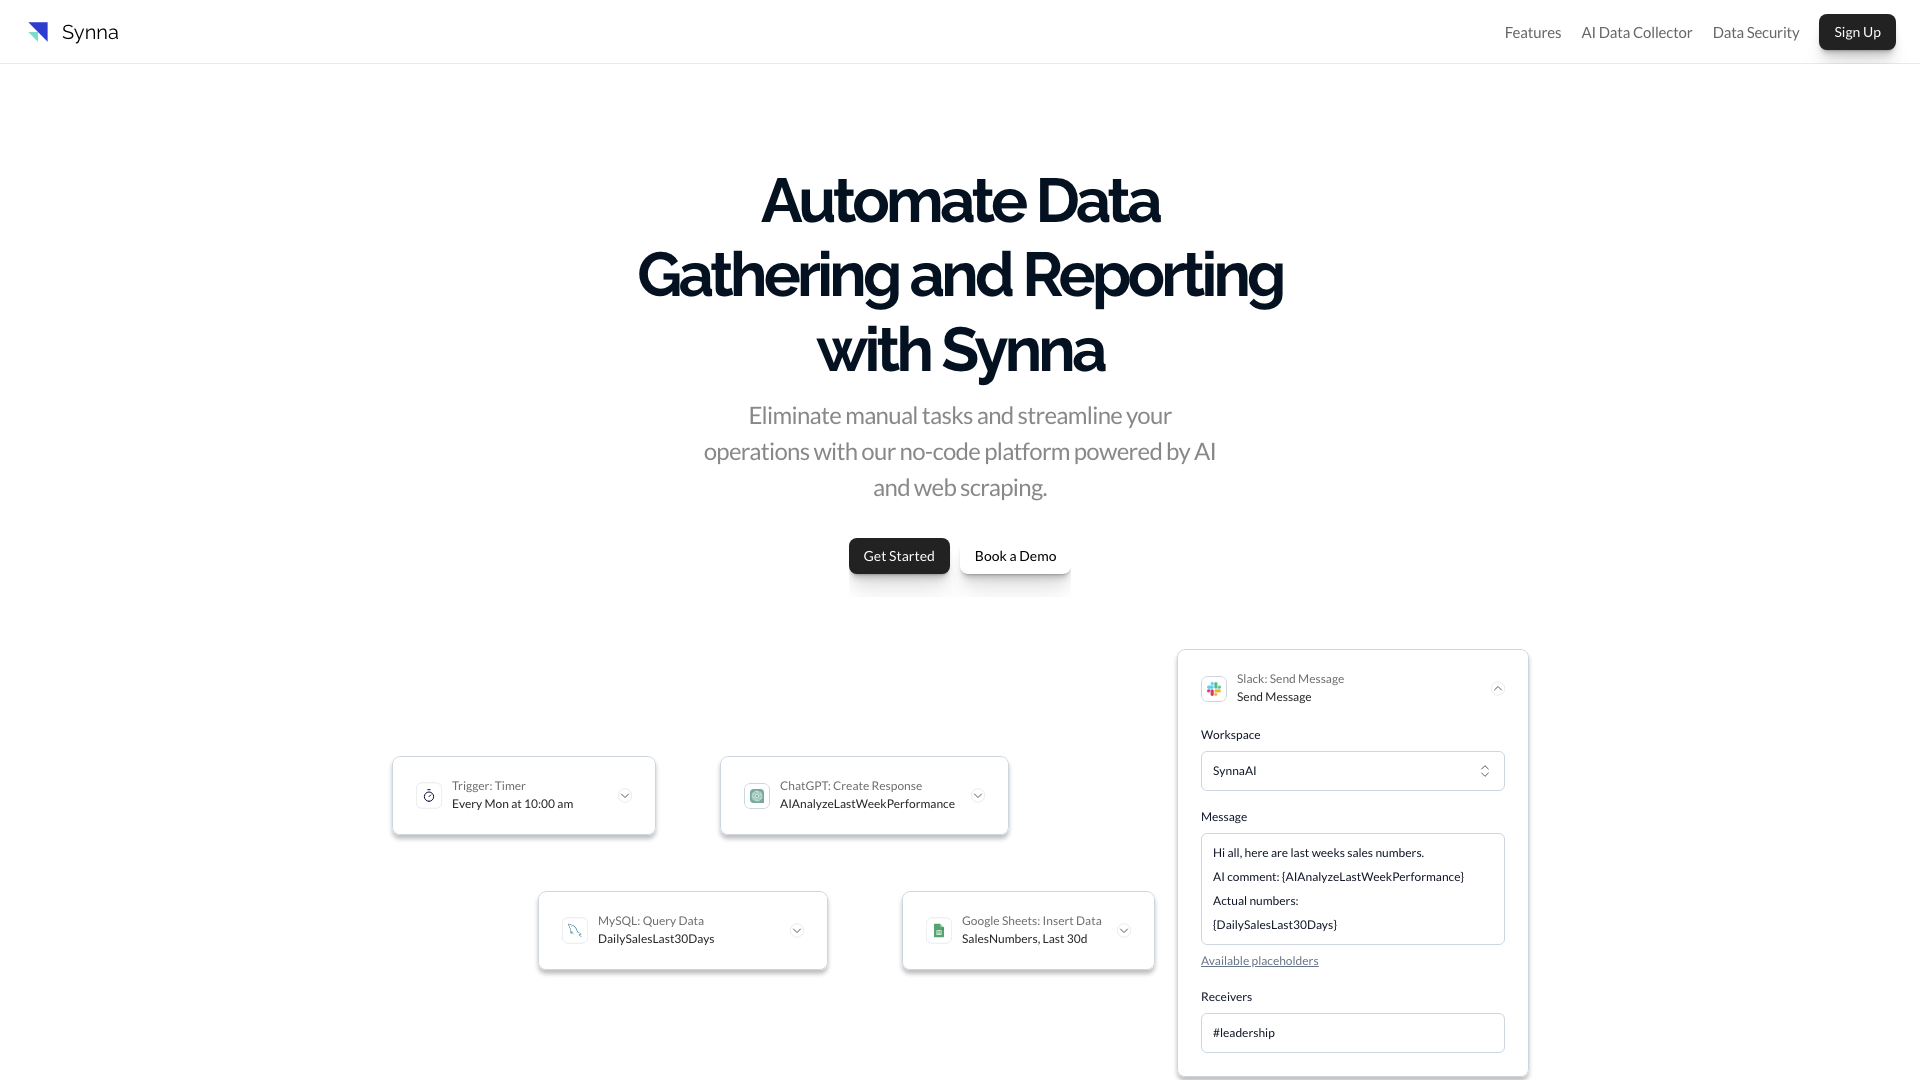 Synna
Features
AI Data Collector
Data Security
Sign Up
Automate Data
Gathering and Reporting
with Synna
Eliminate manual tasks and streamline your
operations with our no-code platform powered by AI
and web scraping.
Get Started
Book a Demo
Trigger: Timer
Every Mon at 10:00 am
ChatGPT: Create Response
AIAnalyzeLastWeekPerformance
MySQL: Query Data
DailySalesLast30Days
Google Sheets: Insert Data
SalesNumbers, Last 30d
Slack: Send Message
Send Message
Workspace
SynnaAI
Message
Hi all, here are last weeks sales numbers.
AI comment: {AIAnalyzeLastWeekPerformance}
Actual numbers:
{DailySalesLast30Days}
Available placeholders
Receivers
#leadership